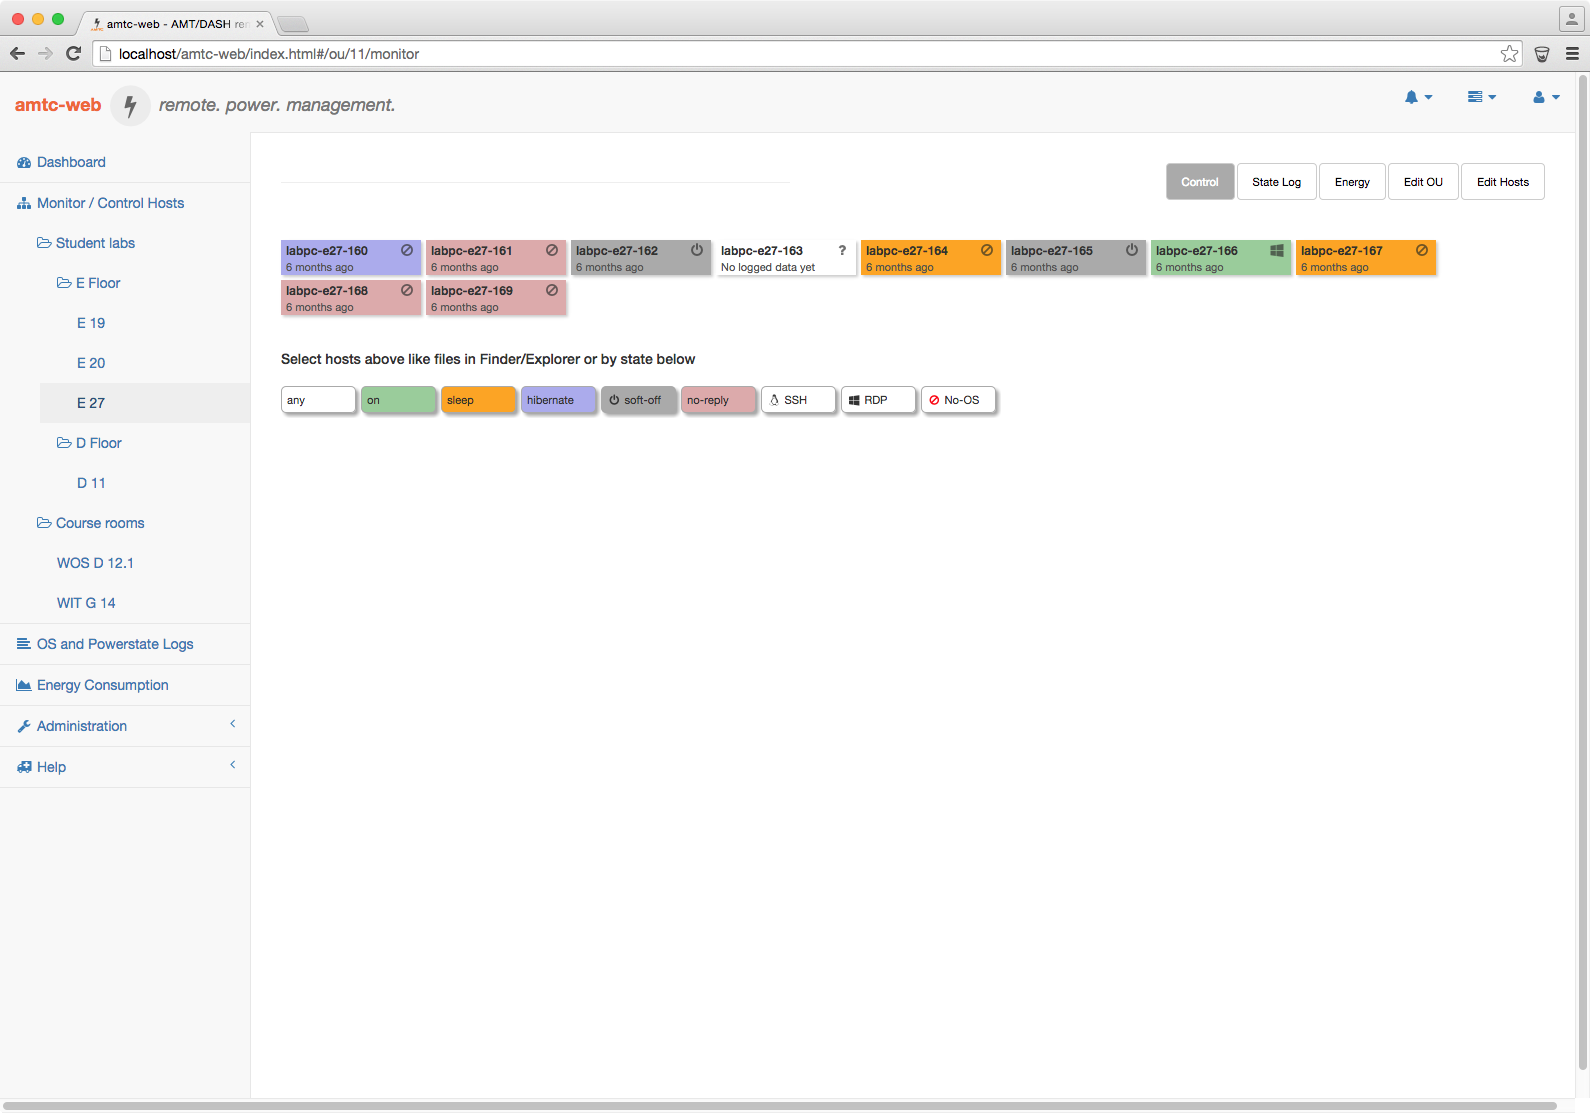 amtc-web - AMT/DASH rem
localhost/amtc-web/index.html#/ou/11/monitor
amtc-web remote. power. management.
Dashboard
Monitor / Control Hosts
Student labs
E Floor
E 19
E 20
E 27
D Floor
D 11
Course rooms
WOS D 12.1
WIT G 14
OS and Powerstate Logs
Energy Consumption
Administration
Help
Control State Log Energy Edit OU Edit Hosts
labpc-e27-160
6 months ago
labpc-e27-161
6 months ago
labpc-e27-162
6 months ago
labpc-e27-163 ?
No logged data yet
labpc-e27-164
6 months ago
labpc-e27-165
6 months ago
labpc-e27-166
6 months ago
labpc-e27-167
6 months ago
labpc-e27-168
6 months ago
labpc-e27-169
6 months ago
Select hosts above like files in Finder/Explorer or by state below
any on sleep hibernate soft-off no-reply SSH RDP No-OS